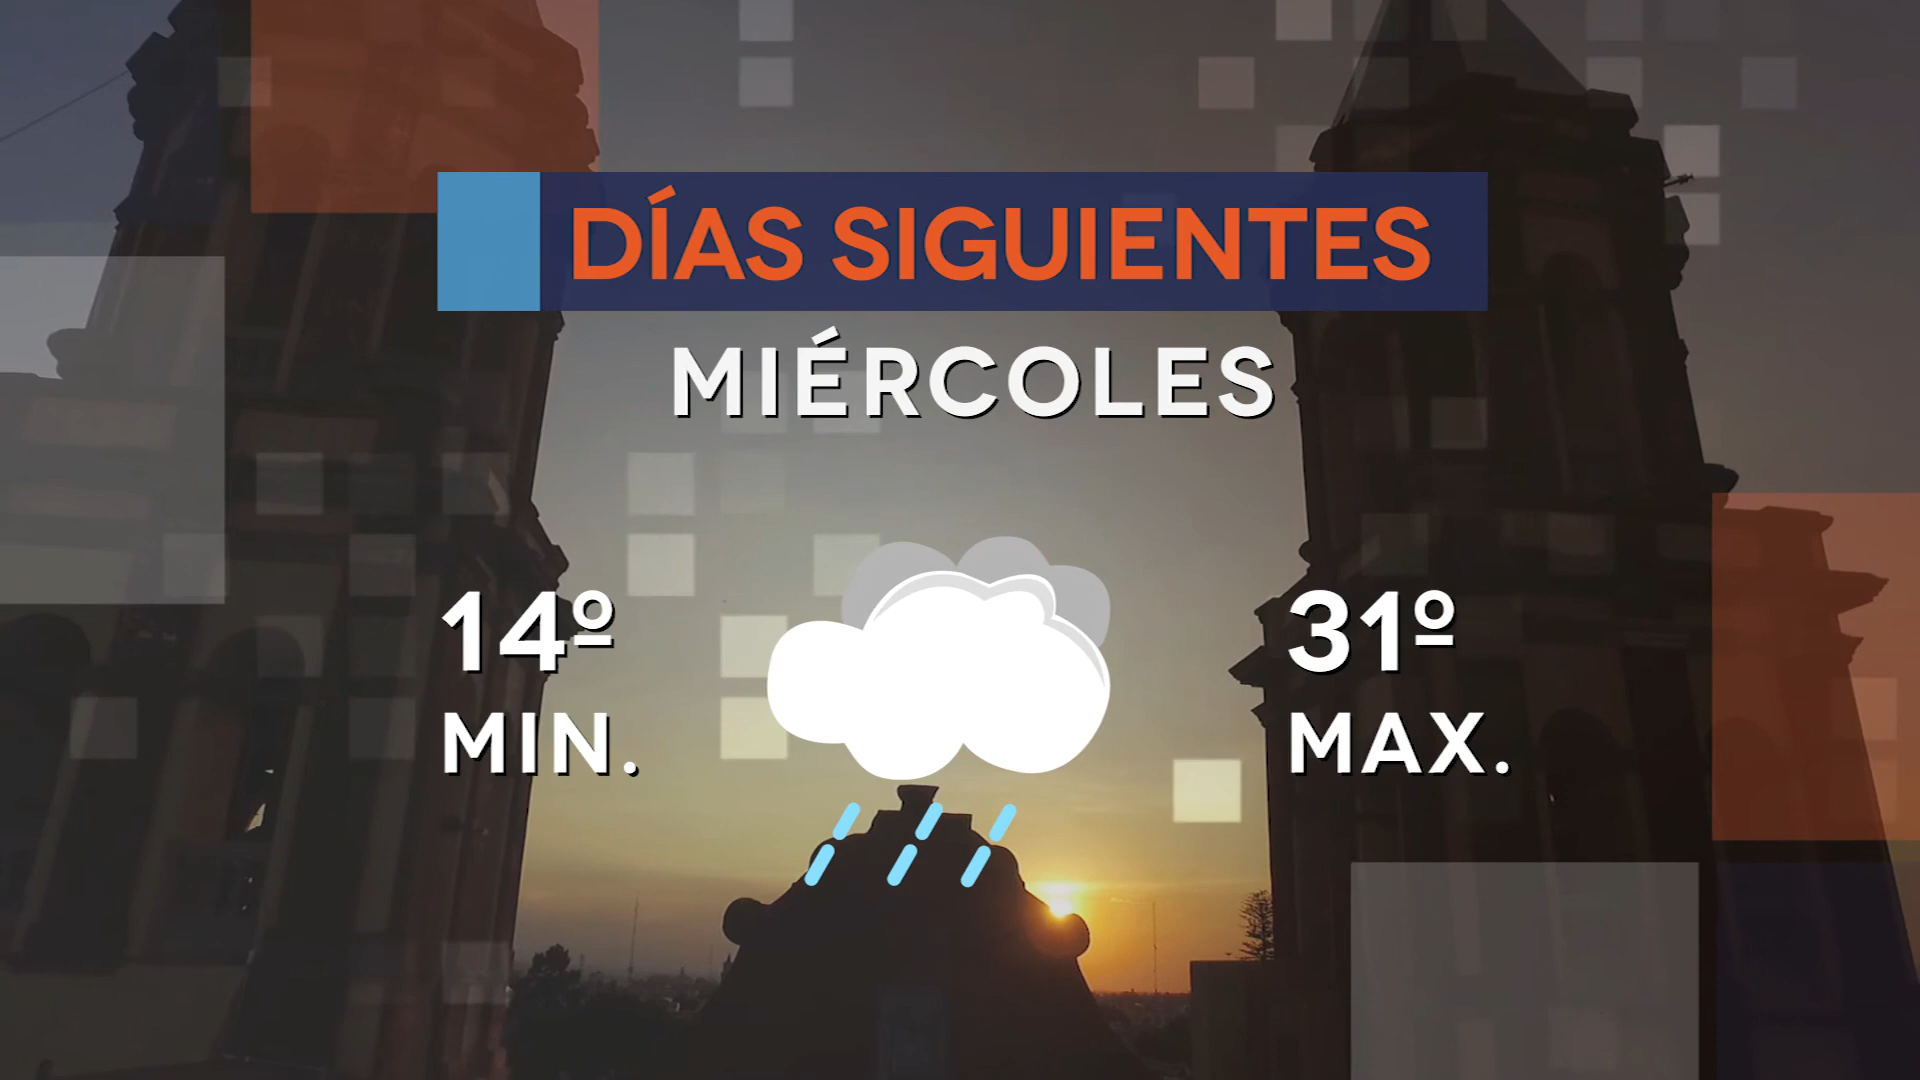 DÍAS SIGUIENTES
MIÉRCOLES
14º
MIN.
31º
MAX.